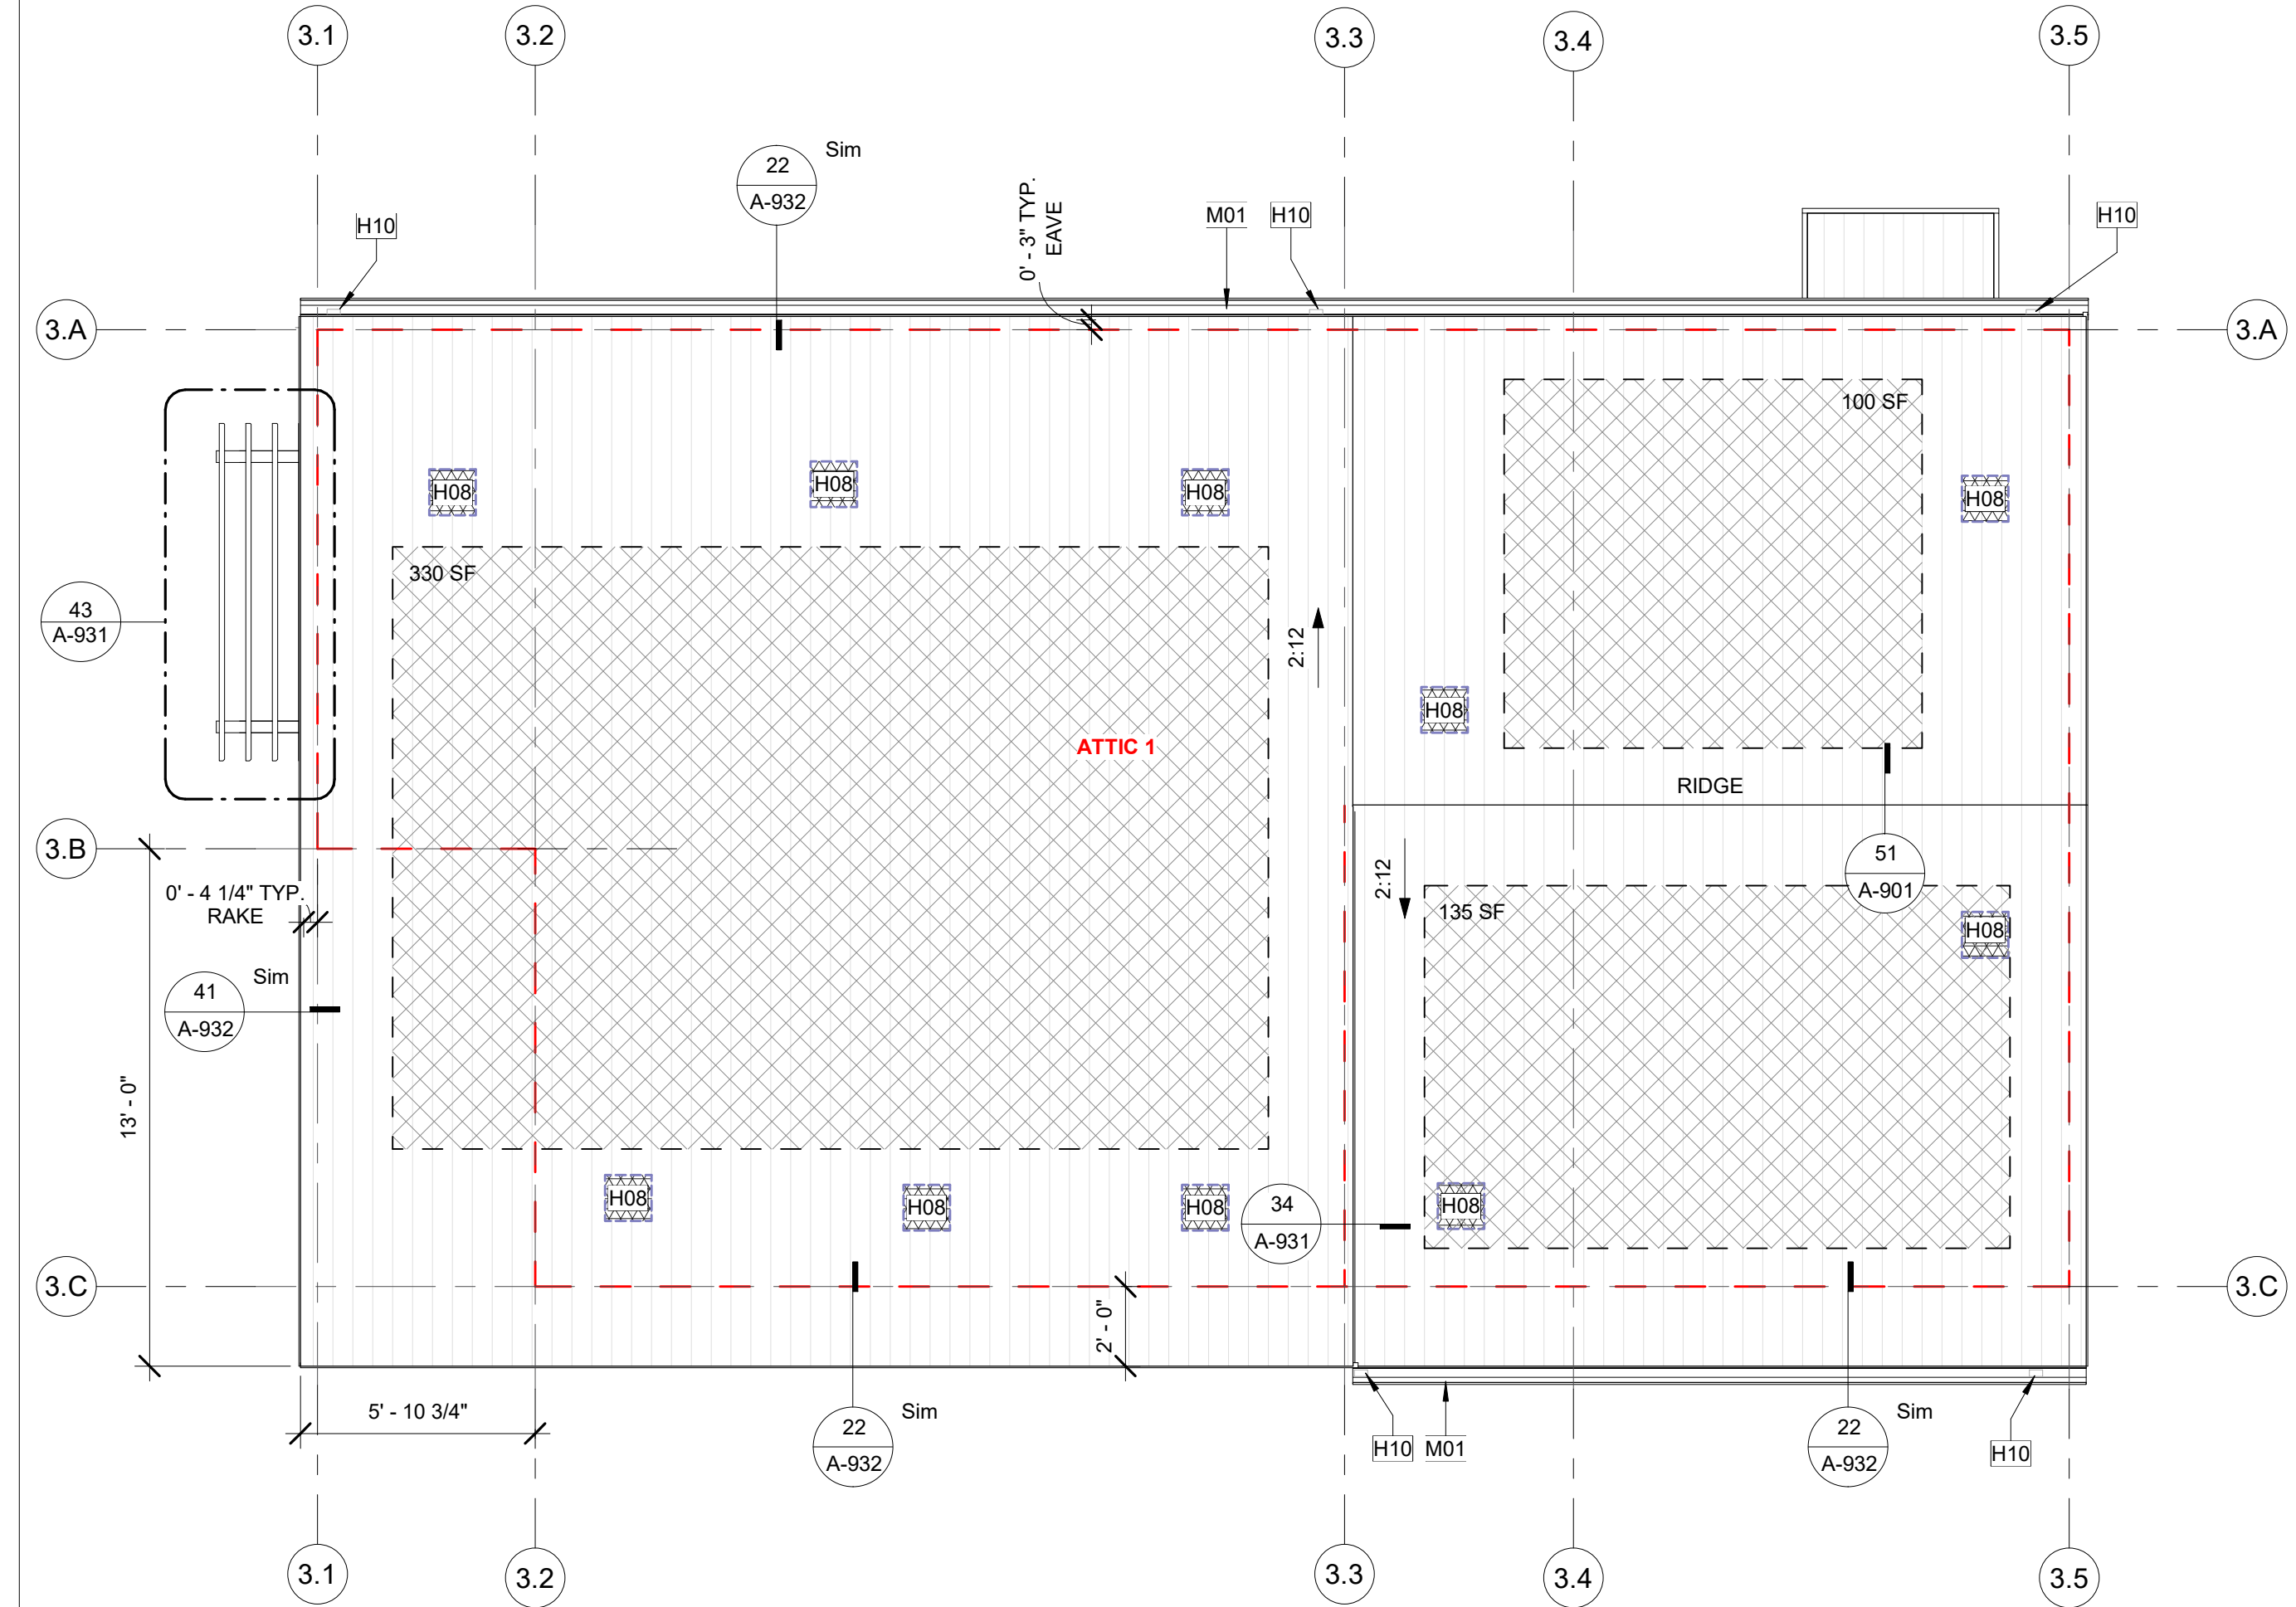 3.1
3.2
3.3
3.4
3.5
22
A-932
Sim
0' - 3" TYP.
EAVE
H10
M01
H10
H10
3.A
3.A
H08
H08
H08
H08
100 SF
330 SF
43
A-931
2:12
H08
ATTIC 1
RIDGE
3.B
51
A-901
2:12
0' - 4 1/4" TYP.
RAKE
135 SF
H08
41
A-932
Sim
13' - 0"
H08
H08
H08
H08
34
A-931
3.C
3.C
2' - 0"
5' - 10 3/4"
22
A-932
Sim
H10
M01
22
A-932
Sim
H10
3.1
3.2
3.3
3.4
3.5